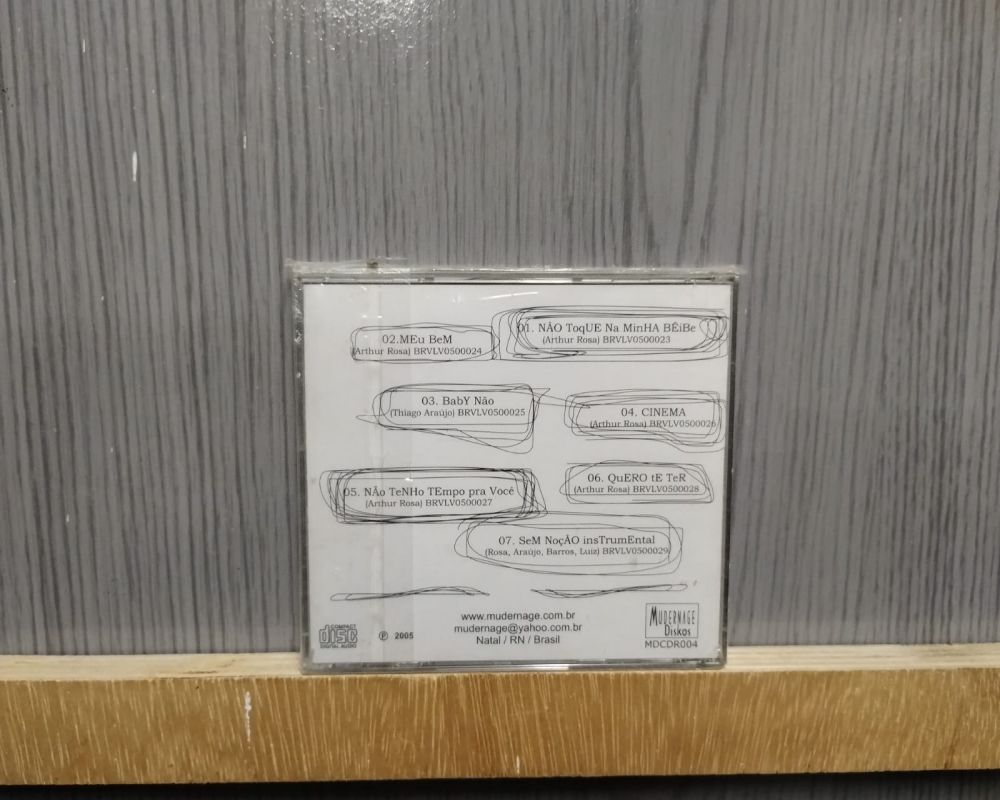 01. NÃO ToqUE Na MinHA BÊiBe
(Arthur Rosa) BRVLV0500023
02.MEu BeM
(Arthur Rosa) BRVLV0500024
03. BabY Não
(Thiago Araújo) BRVLV0500025
04. CINEMA
(Arthur Rosa) BRVLV0500026
05. NÃo TeNHo TEmpo pra Você
(Arthur Rosa) BRVLV0500027
06. QuERO tE TeR
(Arthur Rosa) BRVLV0500028
07. SeM NoçÃO insTrumEntal
(Rosa, Araújo, Barros, Luiz) BRVLV0500029
COMPACT
disc
DIGITAL AUDIO
℗ 2005
www.mudernage.com.br
mudernage@yahoo.com.br
Natal / RN / Brasil
MUDERNAGE
DISKOS
MDCDR004